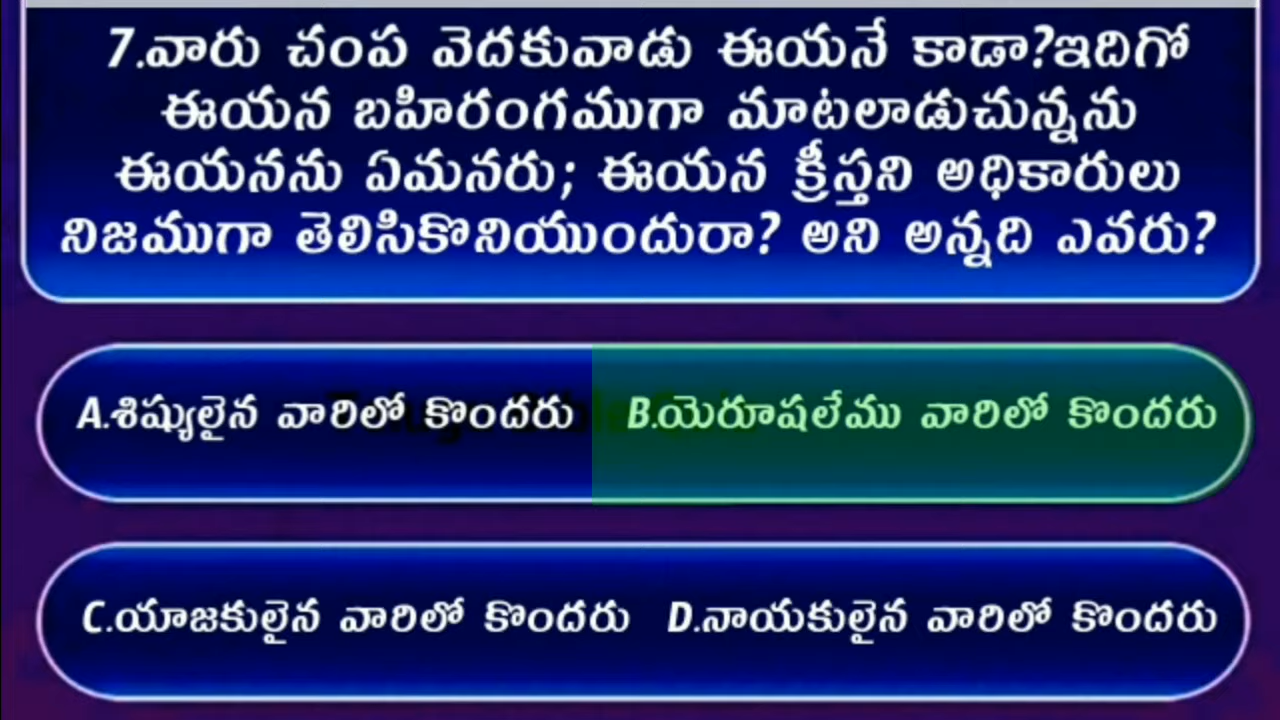 7.వారు చంప వెదకువాడు ఈయనే కాడా?ఇదిగో
ఈయన బహిరంగముగా మాటలాడుచున్నను
ఈయనను ఏమనరు; ఈయన క్రీస్తని అధికారులు
నిజముగా తెలిసికొనియుందురా? అని అన్నది ఎవరు?
A.శిష్యులైన వారిలో కొందరు B.యెరూషలేము వారిలో కొందరు
C.యాజకులైన వారిలో కొందరు D.నాయకులైన వారిలో కొందరు